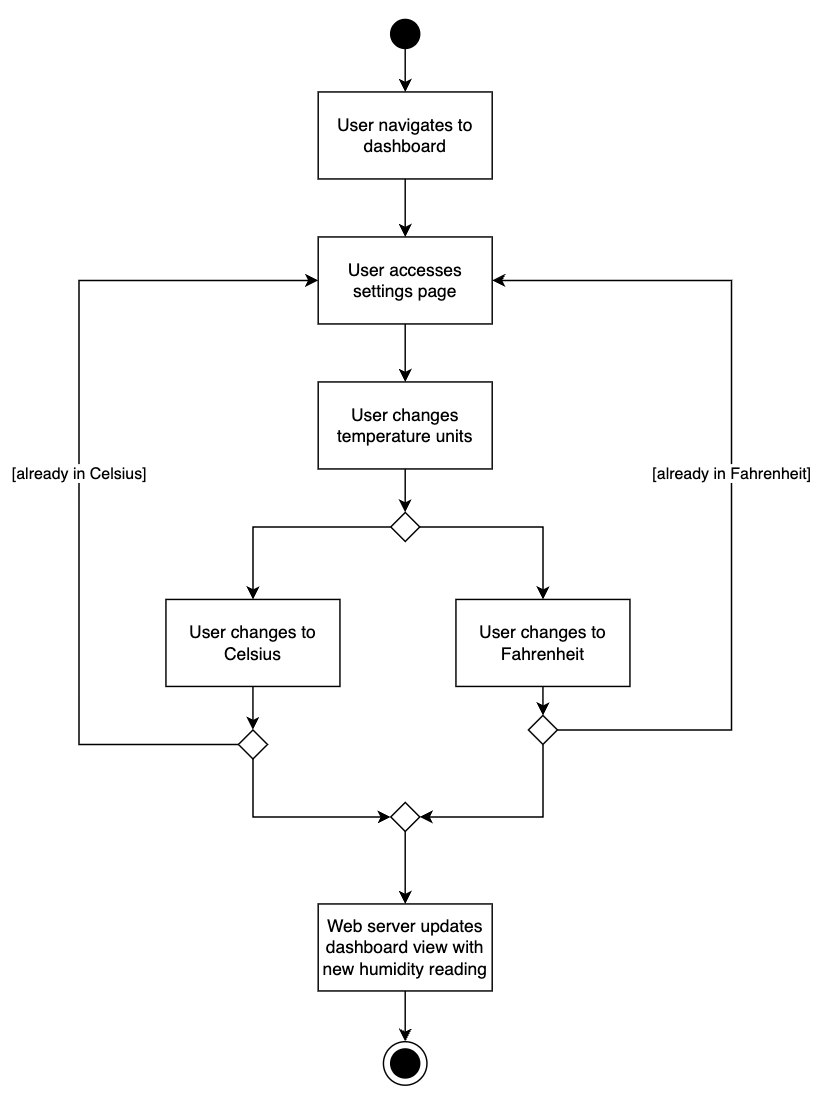 User navigates to
dashboard
User accesses
settings page
User changes
temperature units
[already in Celsius]
[already in Fahrenheit]
User changes to
Celsius
User changes to
Fahrenheit
Web server updates
dashboard view with
new humidity reading